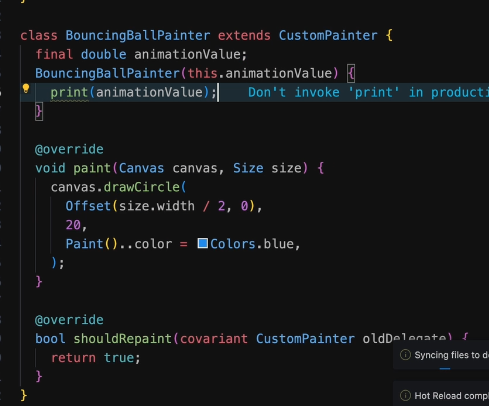 class BouncingBallPainter extends CustomPainter {
final double animationValue;
BouncingBallPainter(this.animationValue) {
print(animationValue); Don't invoke 'print' in producti
}
@override
void paint(Canvas canvas, Size size) {
canvas.drawCircle(
Offset(size.width / 2, 0),
20,
Paint()..color = Colors.blue,
);
}
@override
bool shouldRepaint(covariant CustomPainter oldDelegate) {
return true;
}
}
Syncing files to de
Hot Reload compl